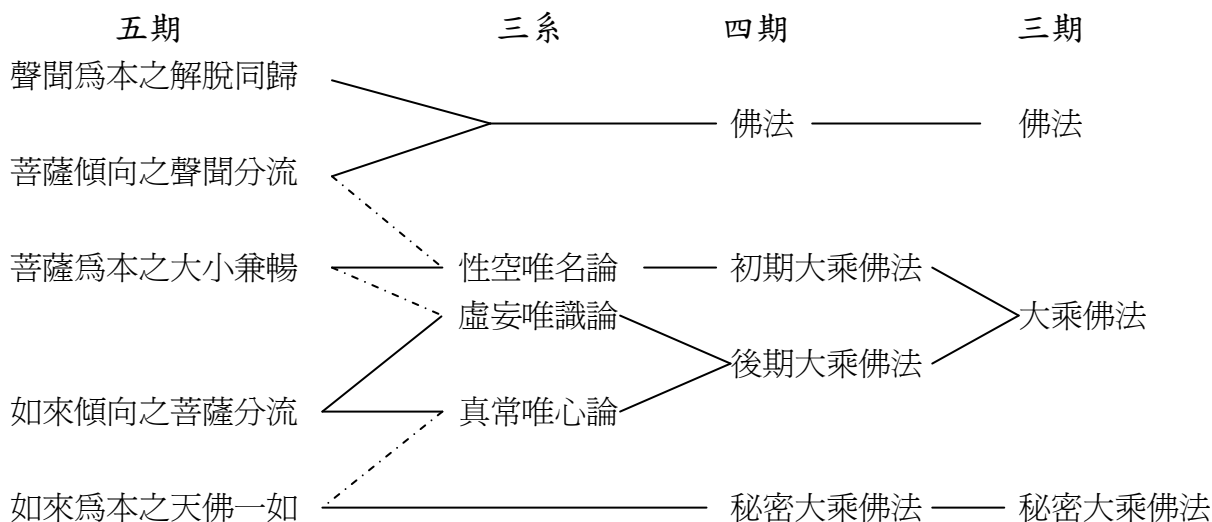 五期 三系 四期 三期
聲聞爲本之解脫同歸
佛法 佛法
菩薩傾向之聲聞分流
菩薩爲本之大小兼暢 性空唯名論 初期大乘佛法
虛妄唯識論 大乘佛法
後期大乘佛法
如來傾向之菩薩分流 真常唯心論
如來爲本之天佛一如 秘密大乘佛法 秘密大乘佛法